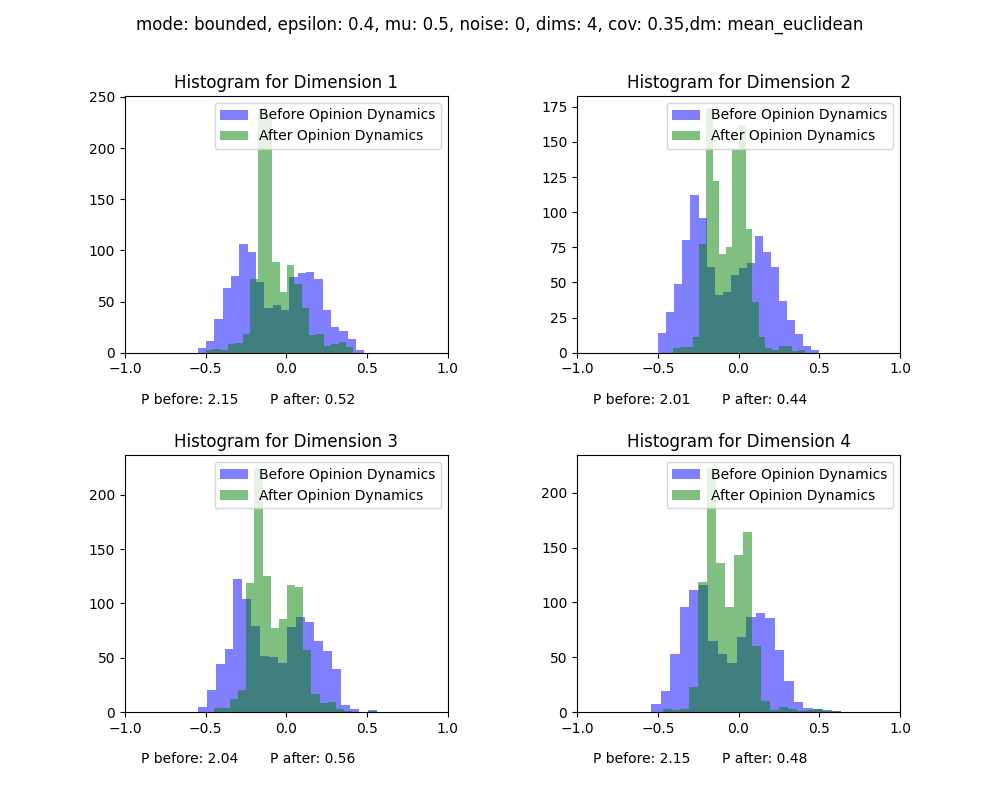 mode: bounded, epsilon: 0.4, mu: 0.5, noise: 0, dims: 4, cov: 0.35,dm: mean_euclidean
Histogram for Dimension 1
Before Opinion Dynamics
After Opinion Dynamics
250
200
150
100
50
0
−1.0 −0.5 0.0 0.5 1.0
P before: 2.15 P after: 0.52
Histogram for Dimension 2
Before Opinion Dynamics
After Opinion Dynamics
175
150
125
100
75
50
25
0
−1.0 −0.5 0.0 0.5 1.0
P before: 2.01 P after: 0.44
Histogram for Dimension 3
Before Opinion Dynamics
After Opinion Dynamics
200
150
100
50
0
−1.0 −0.5 0.0 0.5 1.0
P before: 2.04 P after: 0.56
Histogram for Dimension 4
Before Opinion Dynamics
After Opinion Dynamics
200
150
100
50
0
−1.0 −0.5 0.0 0.5 1.0
P before: 2.15 P after: 0.48